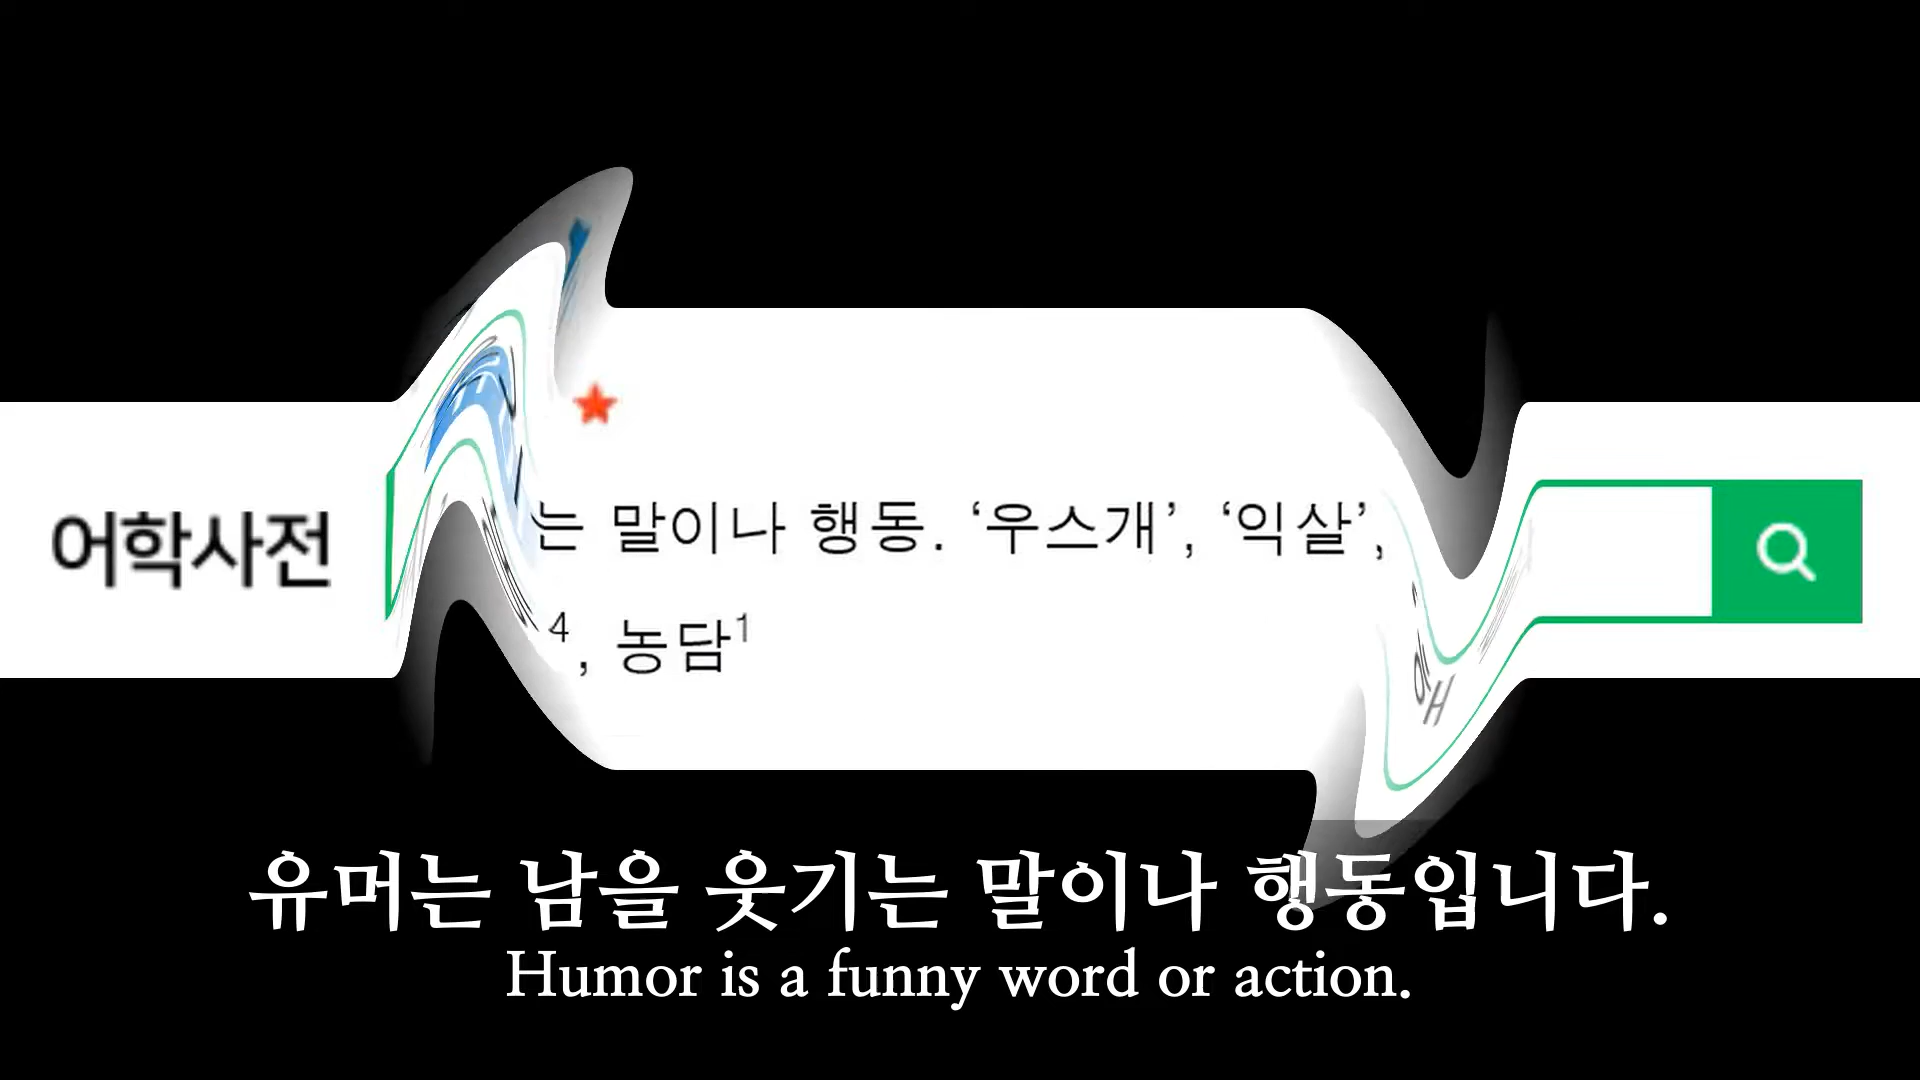 어학사전
는 말이나 행동. ‘우스개’, ‘익살’,
4, 농담1
유머는 남을 웃기는 말이나 행동입니다.
Humor is a funny word or action.